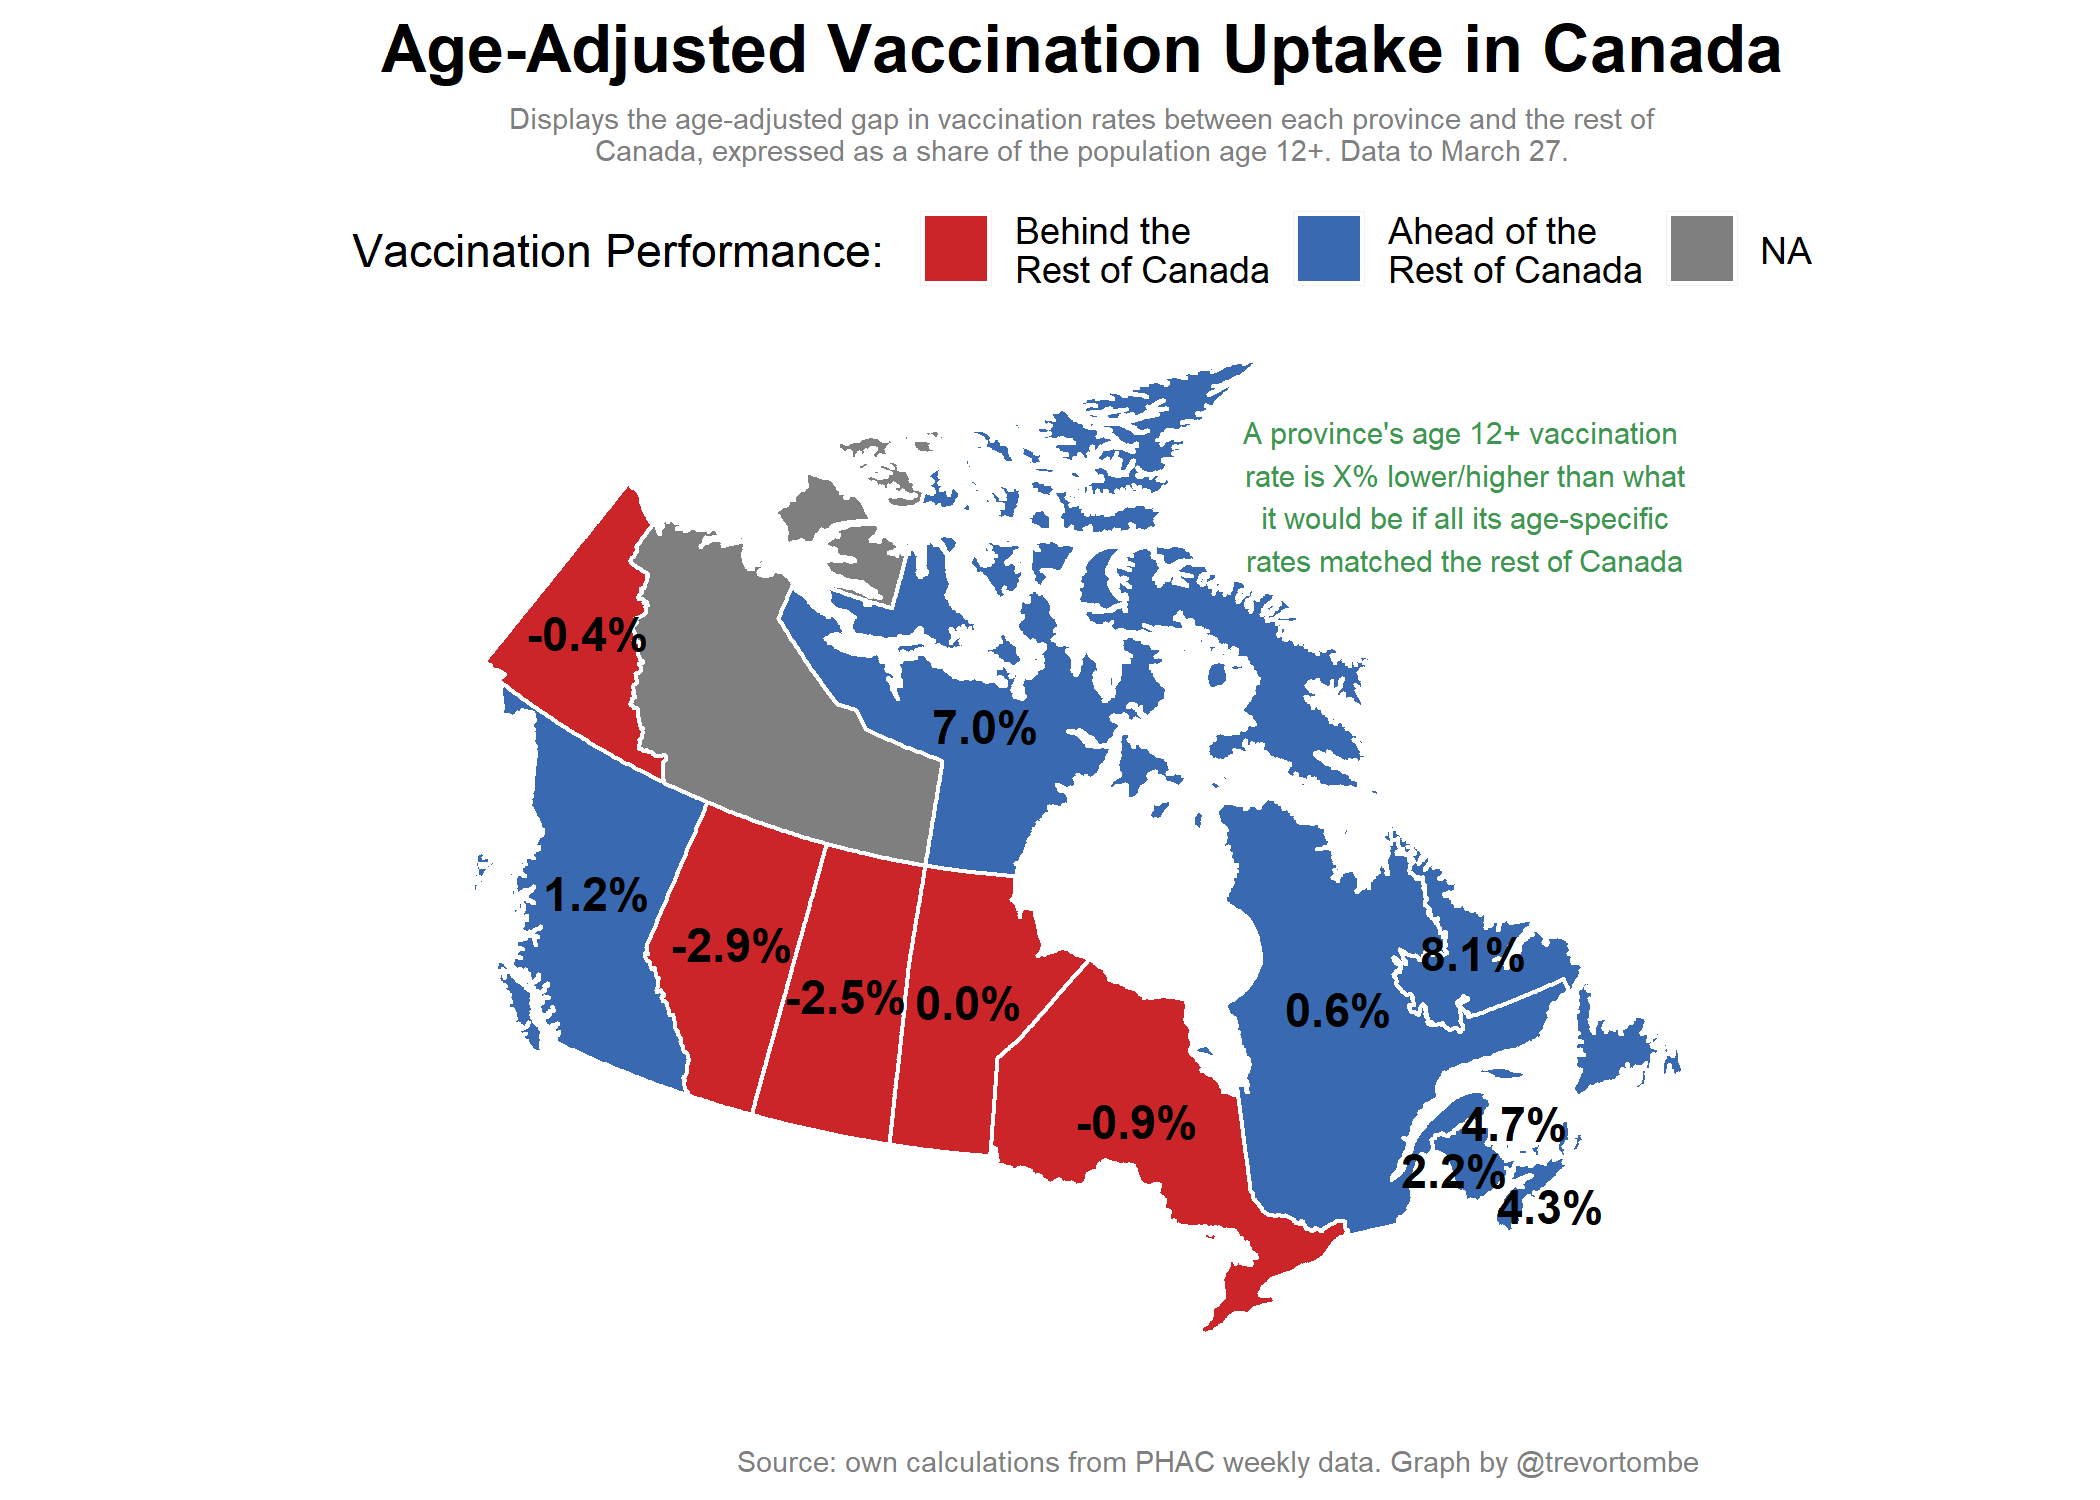 Age-Adjusted Vaccination Uptake in Canada
Displays the age-adjusted gap in vaccination rates between each province and the rest of
Canada, expressed as a share of the population age 12+. Data to March 27.
Vaccination Performance:
Behind the
Rest of Canada
Ahead of the
Rest of Canada
NA
A province's age 12+ vaccination
rate is X% lower/higher than what
it would be if all its age-specific
rates matched the rest of Canada
-0.4%
7.0%
1.2%
-2.9%
-2.5%
0.0%
8.1%
0.6%
-0.9%
4.7%
2.2%
4.3%
Source: own calculations from PHAC weekly data. Graph by @trevortombe